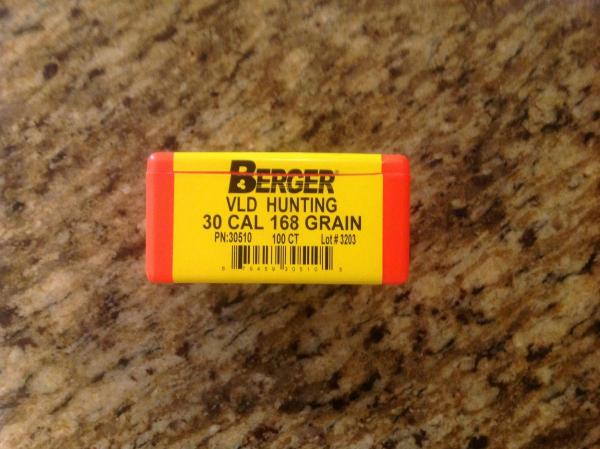 BERGER
VLD HUNTING
30 CAL 168 GRAIN
PN:30510 100 CT Lot # 3203